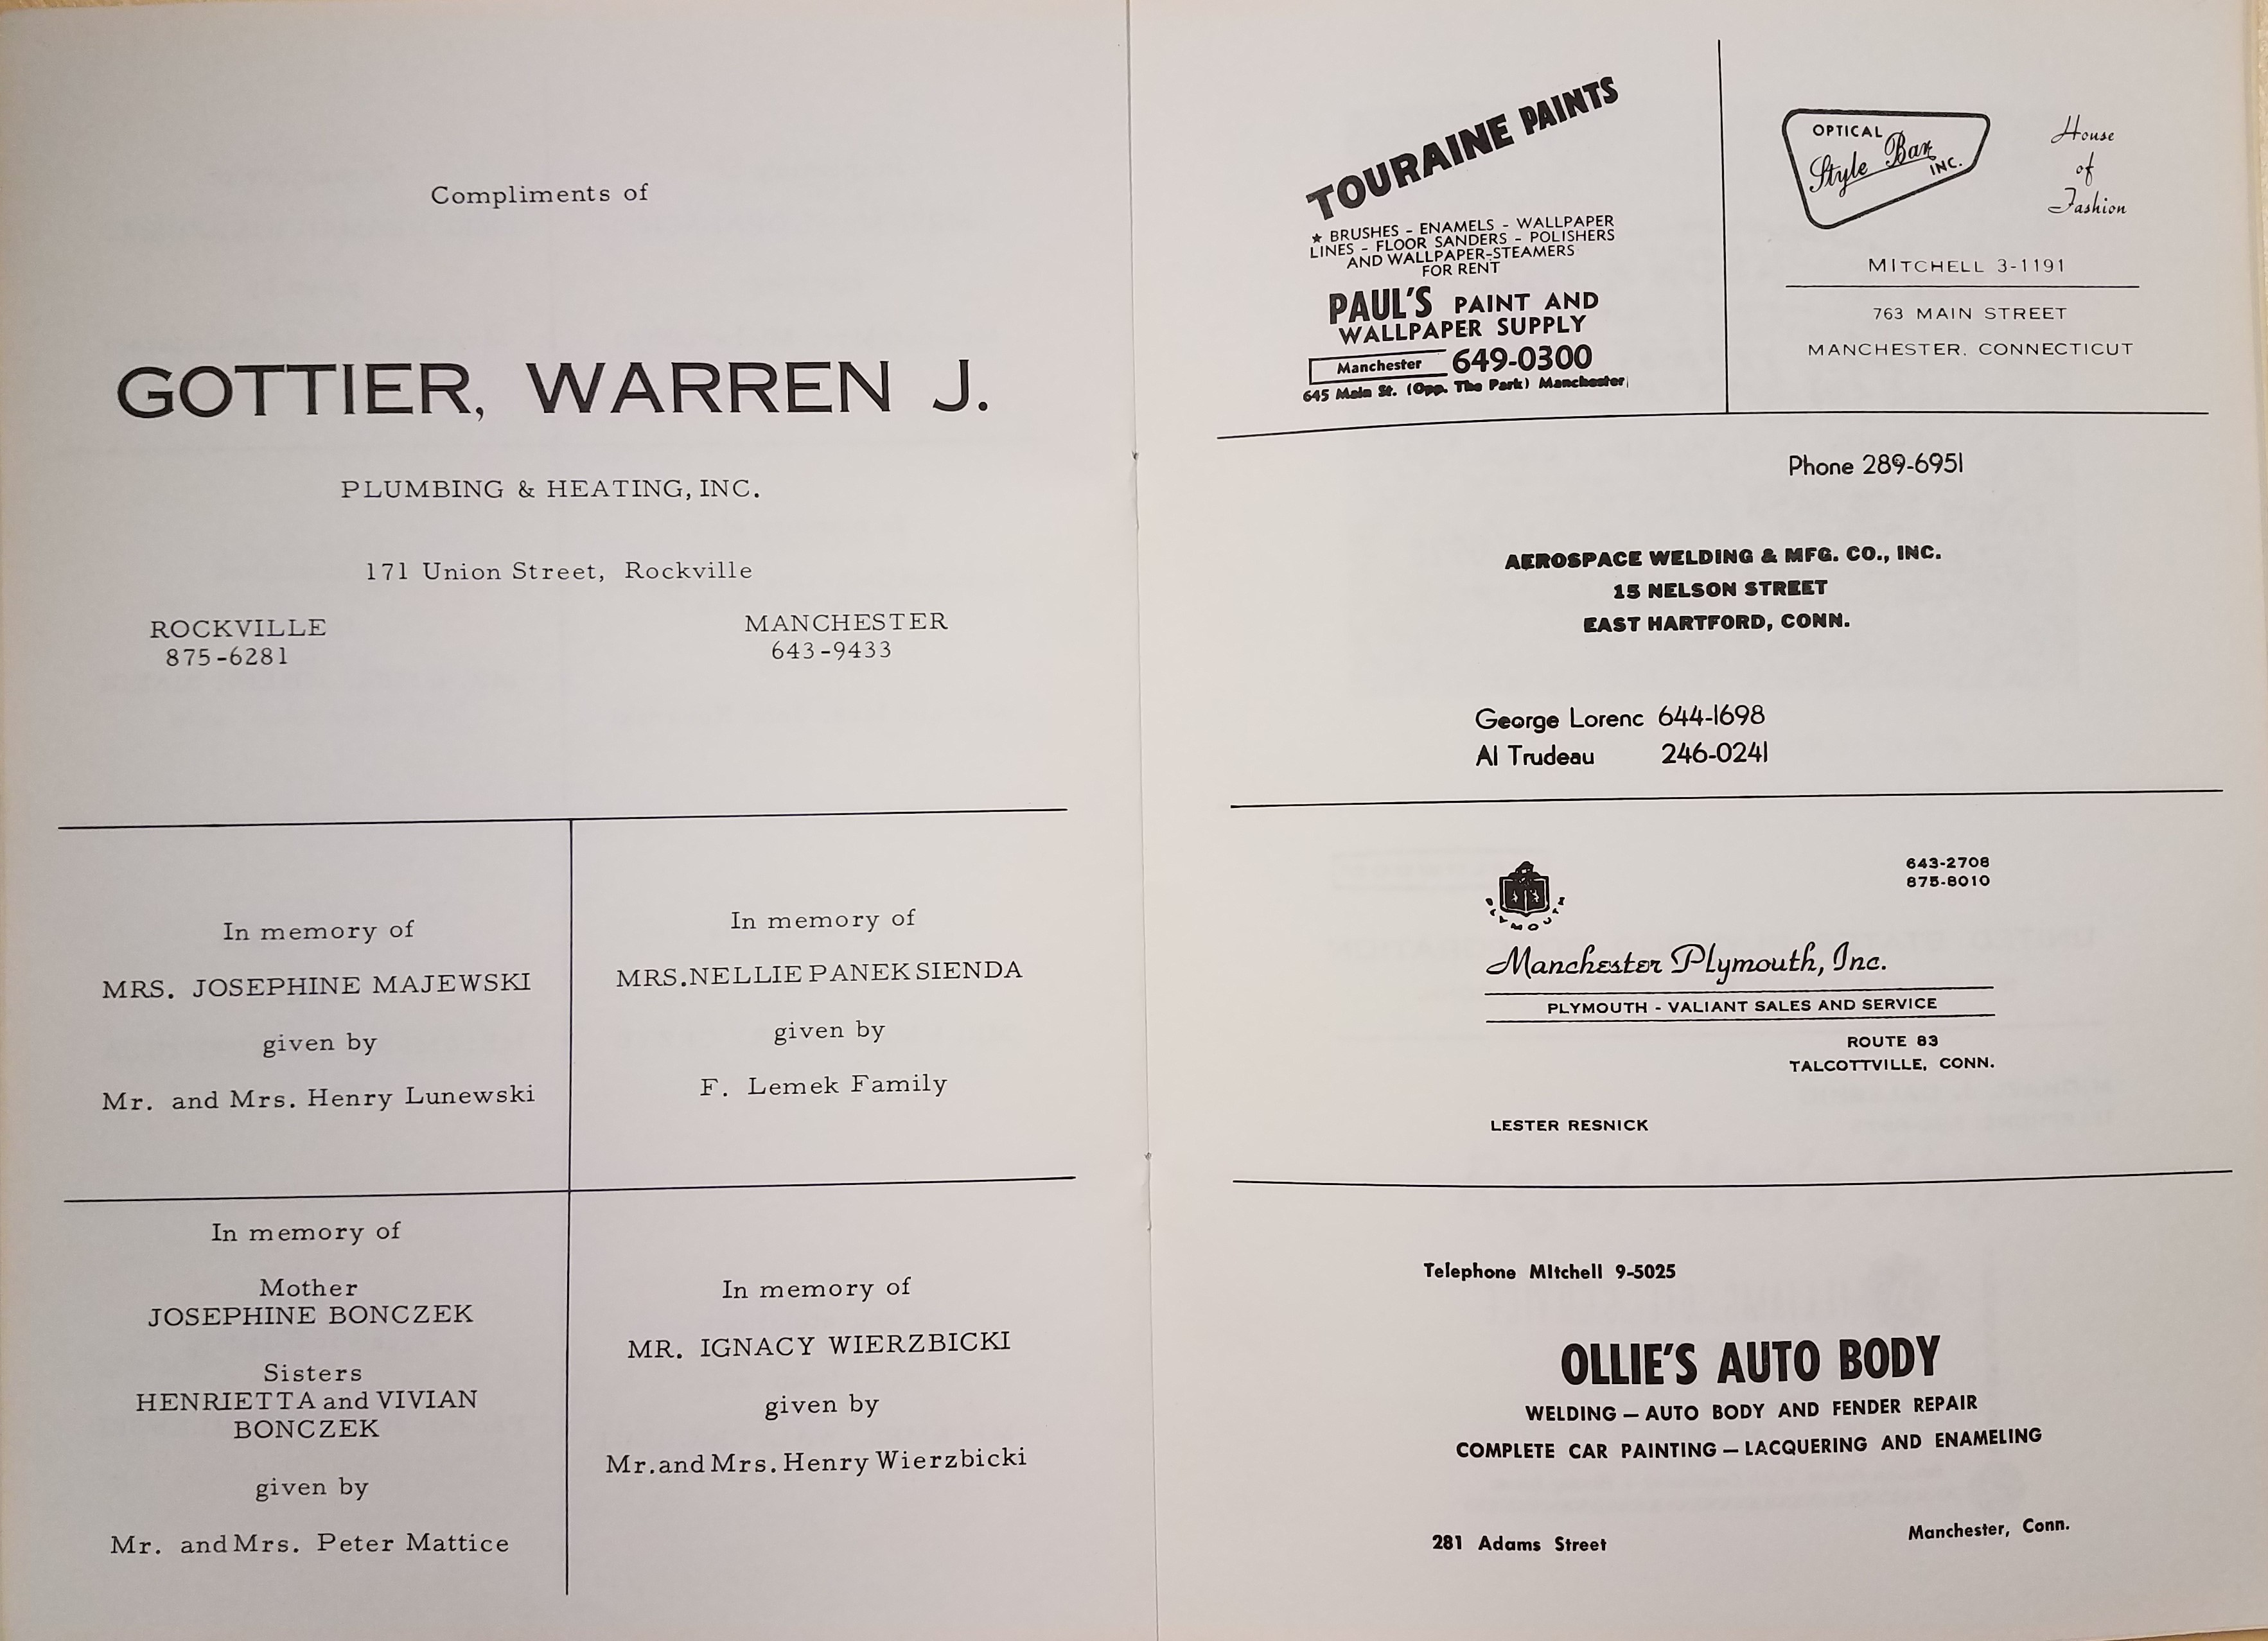 Compliments of
GOTTIER, WARREN J.
PLUMBING & HEATING, INC.
171 Union Street, Rockville
ROCKVILLE
875-6281
MANCHESTER
643-9433
In memory of
MRS. JOSEPHINE MAJEWSKI
given by
Mr. and Mrs. Henry Lunewski
In memory of
MRS. NELLIE PANEK SIENDA
given by
F. Lemek Family
In memory of
Mother
JOSEPHINE BONCZEK
Sisters
HENRIETTA and VIVIAN
BONCZEK
given by
Mr. and Mrs. Peter Mattice
In memory of
MR. IGNACY WIERZBICKI
given by
Mr. and Mrs. Henry Wierzbicki
TOURAINE PAINTS
★ BRUSHES - ENAMELS - WALLPAPER
LINES - FLOOR SANDERS - POLISHERS
AND WALLPAPER-STEAMERS
FOR RENT
PAUL'S PAINT AND
WALLPAPER SUPPLY
Manchester 649-0300
645 Main St. (Opp. The Park) Manchester
OPTICAL
Style Bar
INC.
House
of
Fashion
MITCHELL 3-1191
763 MAIN STREET
MANCHESTER, CONNECTICUT
Phone 289-6951
AEROSPACE WELDING & MFG. CO., INC.
15 NELSON STREET
EAST HARTFORD, CONN.
George Lorenc 644-1698
Al Trudeau 246-0241
643-2708
875-8010
PLYMOUTH
Manchester Plymouth, Inc.
PLYMOUTH - VALIANT SALES AND SERVICE
ROUTE 83
TALCOTTVILLE, CONN.
LESTER RESNICK
Telephone MItchell 9-5025
OLLIE'S AUTO BODY
WELDING — AUTO BODY AND FENDER REPAIR
COMPLETE CAR PAINTING — LACQUERING AND ENAMELING
281 Adams Street
Manchester, Conn.